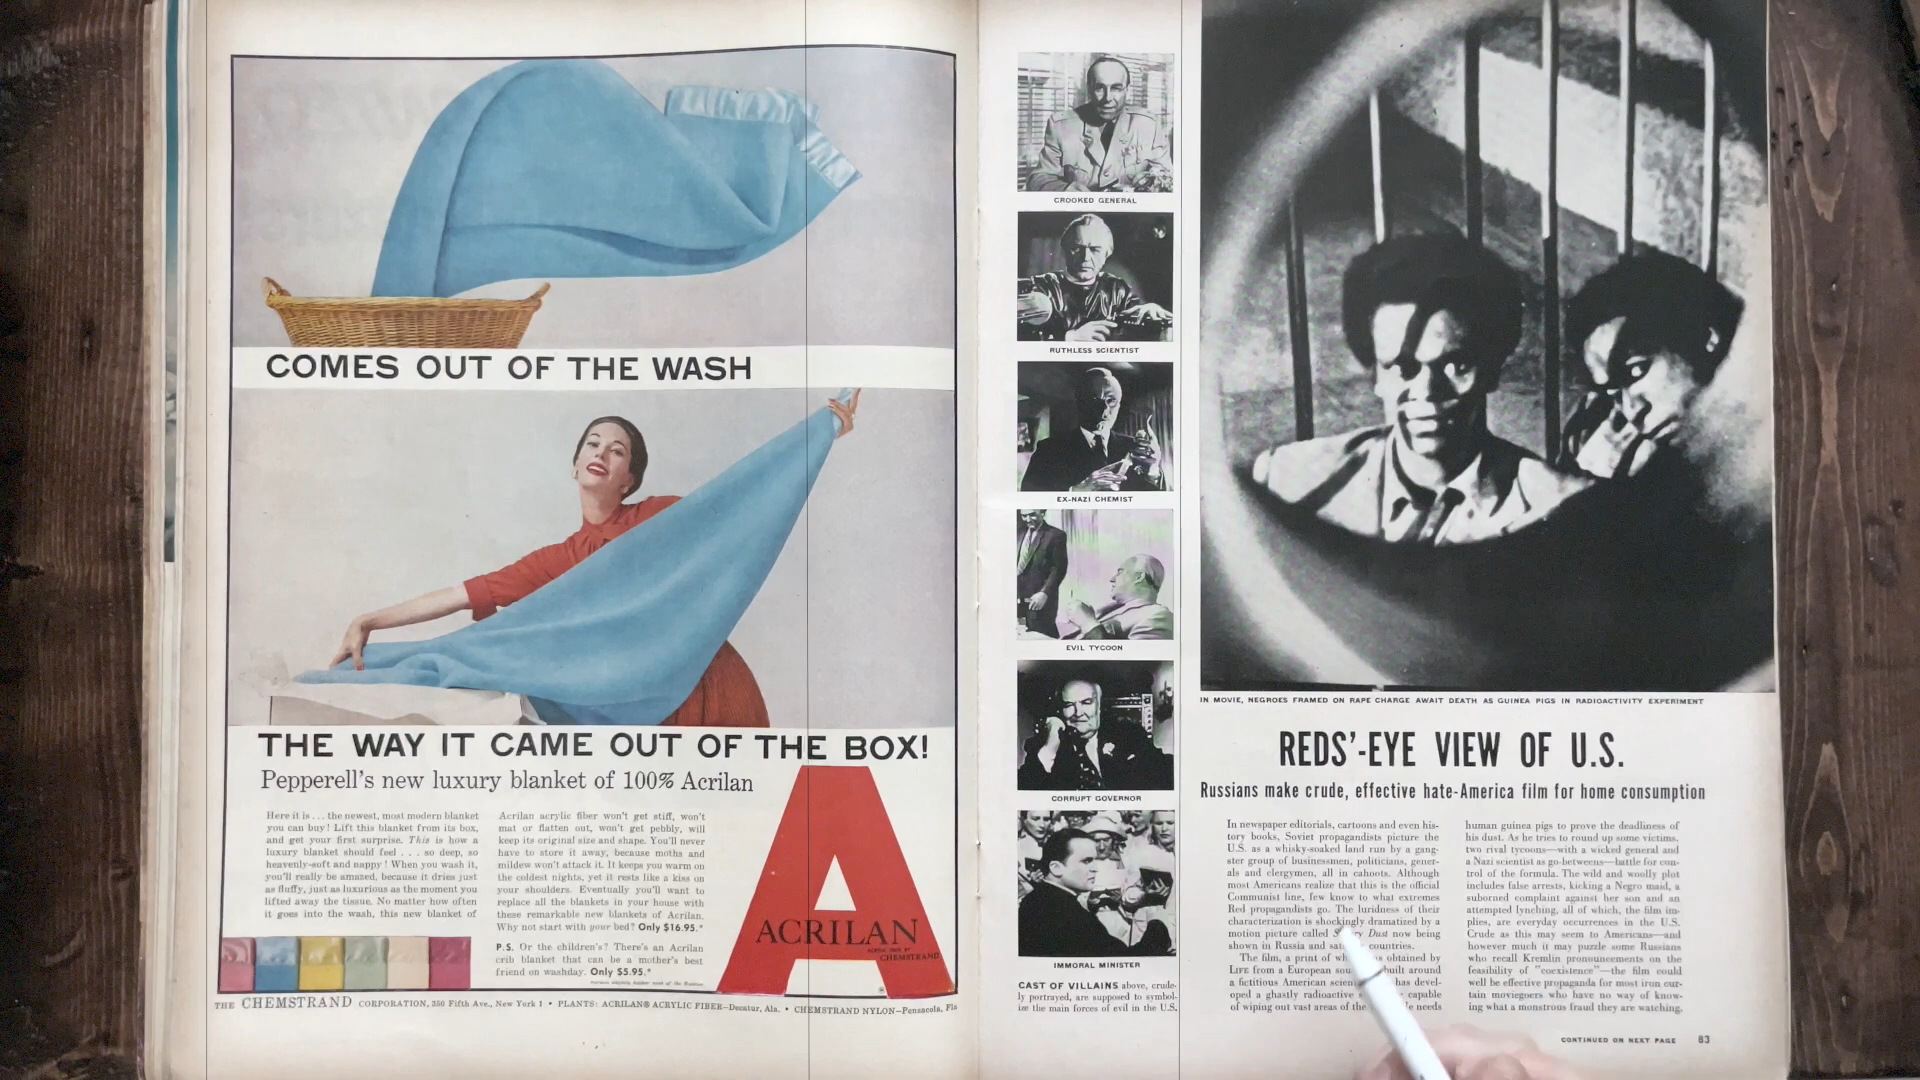 COMES OUT OF THE WASH
THE WAY IT CAME OUT OF THE BOX!
Pepperell's new luxury blanket of 100% Acrilan
Here it is . . . the newest, most modern blanket
you can buy! Lift this blanket from its box,
and get your first surprise. This is how a
luxury blanket should feel . . . so deep, so
heavenly-soft and nappy! When you wash it,
you'll really be amazed, because it dries just
as fluffy, just as luxurious as the moment you
lifted away the tissue. No matter how often
it goes into the wash, this new blanket of
Acrilan acrylic fiber won't get stiff, won't
mat or flatten out, won't get pebbly, will
keep its original size and shape. You'll never
have to store it away, because moths and
mildew won't attack it. It keeps you warm on
the coldest nights, yet it rests like a kiss on
your shoulders. Eventually you'll want to
replace all the blankets in your house with
these remarkable new blankets of Acrilan.
Why not start with your bed? Only $16.95.*
P.S. Or the children's? There's an Acrilan
crib blanket that can be a mother's best
friend on washday. Only $5.95.*
A
ACRILAN
CHEMSTRAND
THE CHEMSTRAND CORPORATION, 350 Fifth Ave., New York 1 • PLANTS: ACRILAN® ACRYLIC FIBER—Decatur, Ala. • CHEMSTRAND NYLON—Pensacola, Fla
CROOKED GENERAL
RUTHLESS SCIENTIST
EX-NAZI CHEMIST
EVIL TYCOON
CORRUPT GOVERNOR
IMMORAL MINISTER
CAST OF VILLAINS above, crude-
ly portrayed, are supposed to symbol-
ize the main forces of evil in the U.S.
IN MOVIE, NEGROES FRAMED ON RAPE CHARGE AWAIT DEATH AS GUINEA PIGS IN RADIOACTIVITY EXPERIMENT
REDS'-EYE VIEW OF U.S.
Russians make crude, effective hate-America film for home consumption
In newspaper editorials, cartoons and even his-
tory books, Soviet propagandists picture the
U.S. as a whisky-soaked land run by a gang-
ster group of businessmen, politicians, gener-
als and clergymen, all in cahoots. Although
most Americans realize that this is the official
Communist line, few know to what extremes
Red propagandists go. The luridness of their
characterization is shockingly dramatized by a
motion picture called Dust now being
shown in Russia and countries.
The film, a print of obtained by
LIFE from a European built around
a fictitious American has devel-
oped a ghastly radioactive capable
of wiping out vast areas of the needs
human guinea pigs to prove the deadliness of
his dust. As he tries to round up some victims,
two rival tycoons—with a wicked general and
a Nazi scientist as go-betweens—battle for con-
trol of the formula. The wild and woolly plot
includes false arrests, kicking a Negro maid, a
suborned complaint against her son and an
attempted lynching, all of which, the film im-
plies, are everyday occurrences in the U.S.
Crude as this may seem to Americans—and
however much it may puzzle some Russians
who recall Kremlin pronouncements on the
feasibility of "coexistence"—the film could
well be effective propaganda for most iron cur-
tain moviegoers who have no way of know-
ing what a monstrous fraud they are watching.
CONTINUED ON NEXT PAGE 83